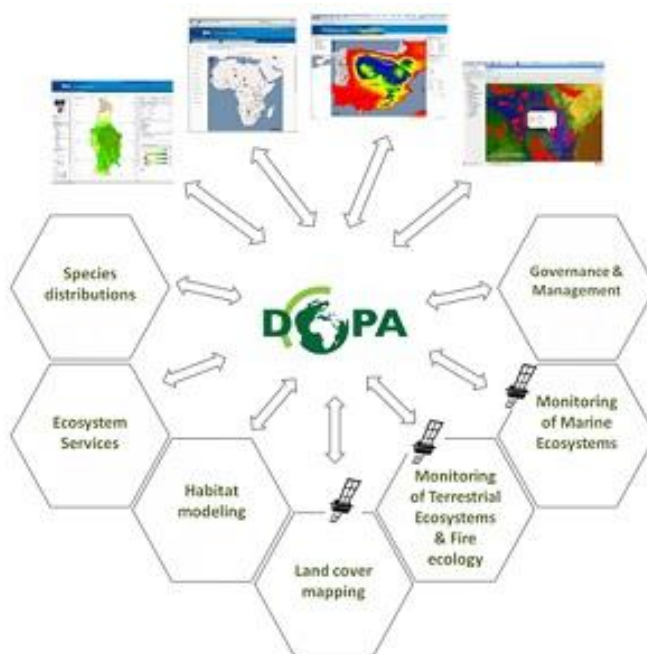 DOPA
Species
distributions
Governance &
Management
Ecosystem
Services
Monitoring
of Marine
Ecosystems
Habitat
modeling
Monitoring
of Terrestrial
Ecosystems
& Fire
ecology
Land cover
mapping